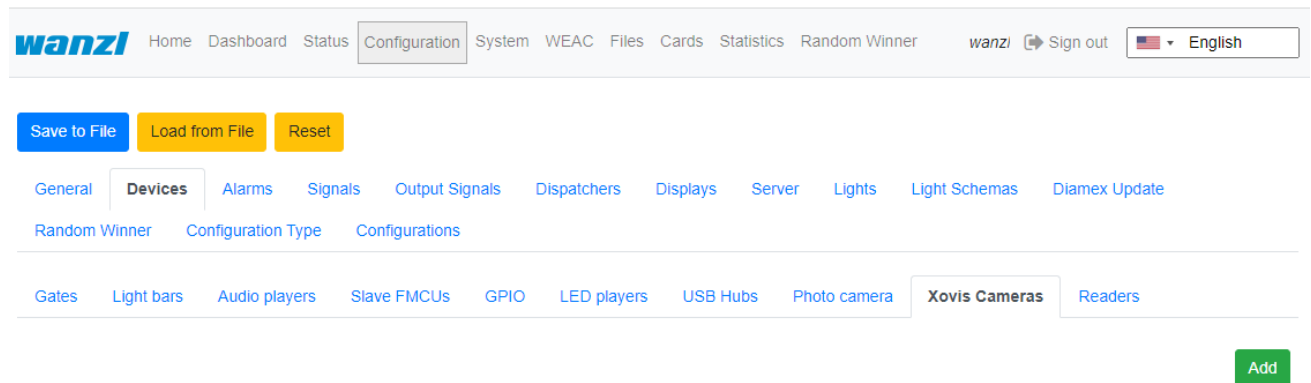 wanzl Home Dashboard Status Configuration System WEAC Files Cards Statistics Random Winner wanzl Sign out English
Save to File Load from File Reset
General Devices Alarms Signals Output Signals Dispatchers Displays Server Lights Light Schemas Diamex Update
Random Winner Configuration Type Configurations
Gates Light bars Audio players Slave FMCUs GPIO LED players USB Hubs Photo camera Xovis Cameras Readers
Add